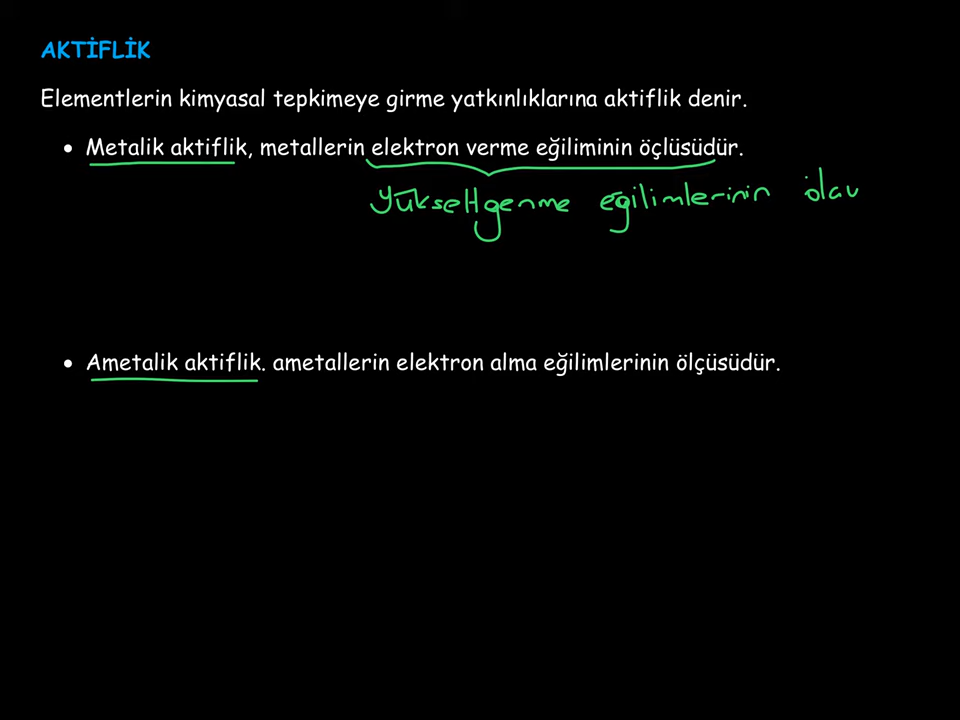 AKTİFLİK
Elementlerin kimyasal tepkimeye girme yatkınlıklarına aktiflik denir.
• Metalik aktiflik, metallerin elektron verme eğiliminin öçlüsüdür.
yükseltgenme eğilimlerinin
• Ametalik aktiflik. ametallerin elektron alma eğilimlerinin ölçüsüdür.